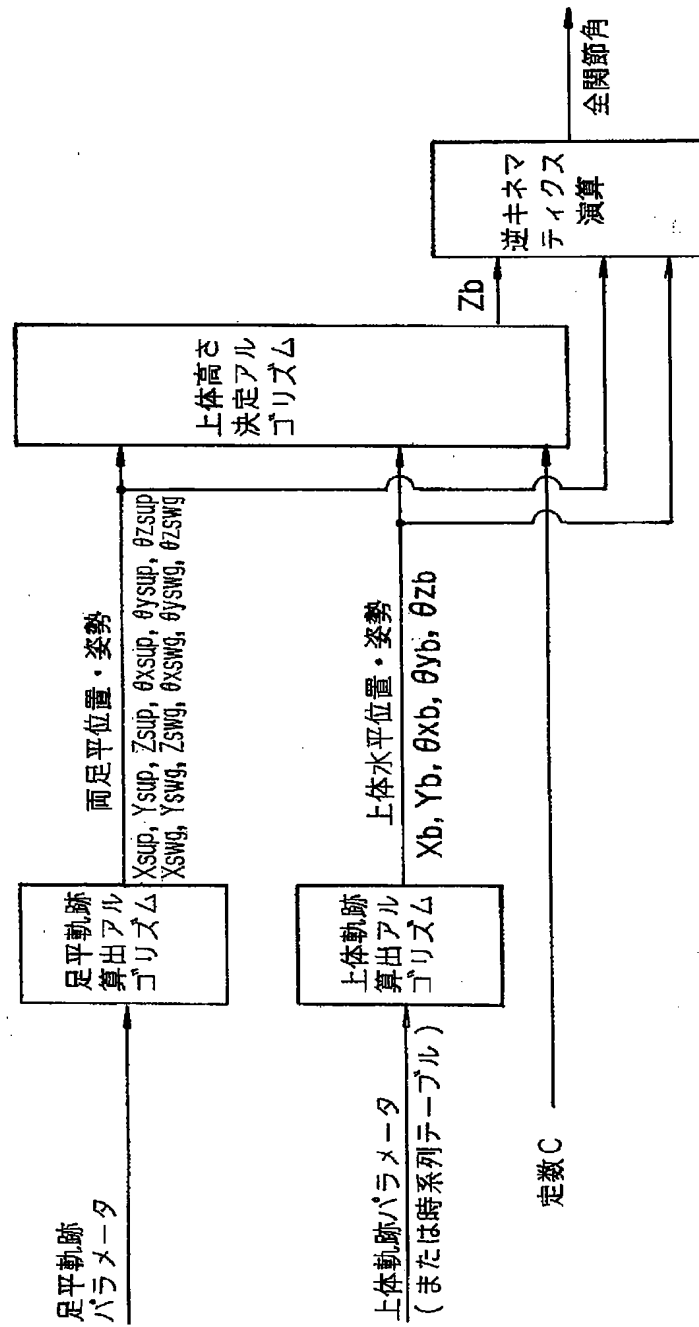 足平軌跡
パラメータ
足平軌跡
算出アル
ゴリズム
両足平位置・姿勢
Xsup, Ysup, Zsup, θxsup, θysup, θzsup
Xswg, Yswg, Zswg, θxswg, θyswg, θzswg
上体軌跡パラメータ
(または時系列テーブル)
上体軌跡
算出アル
ゴリズム
上体水平位置・姿勢
Xb, Yb, θxb, θyb, θzb
定数C
上体高さ
決定アル
ゴリズム
Zb
逆キネマ
ティクス
演算
全関節角